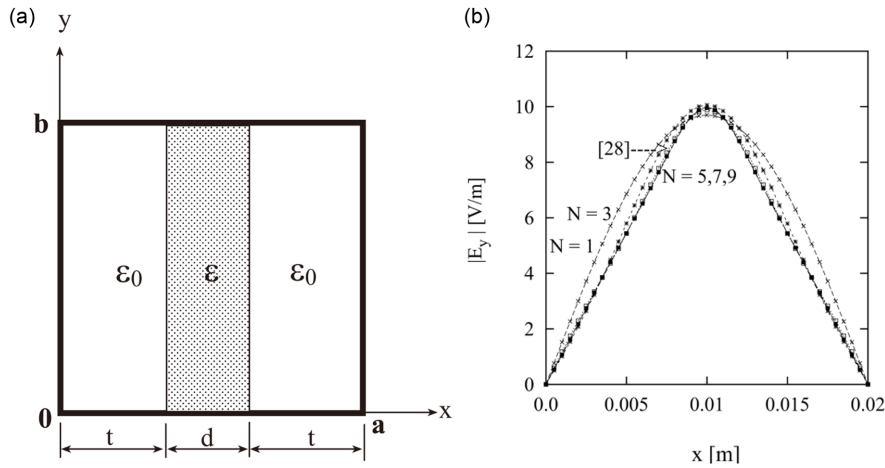 (a)
y
b
ε0
ε
ε0
0
a
x
t
d
t
(b)
12
10
8
6
4
2
0
|Ey| [V/m]
[28]
N = 5,7,9
N = 3
N = 1
0.0
0.005
0.01
0.015
0.02
x [m]